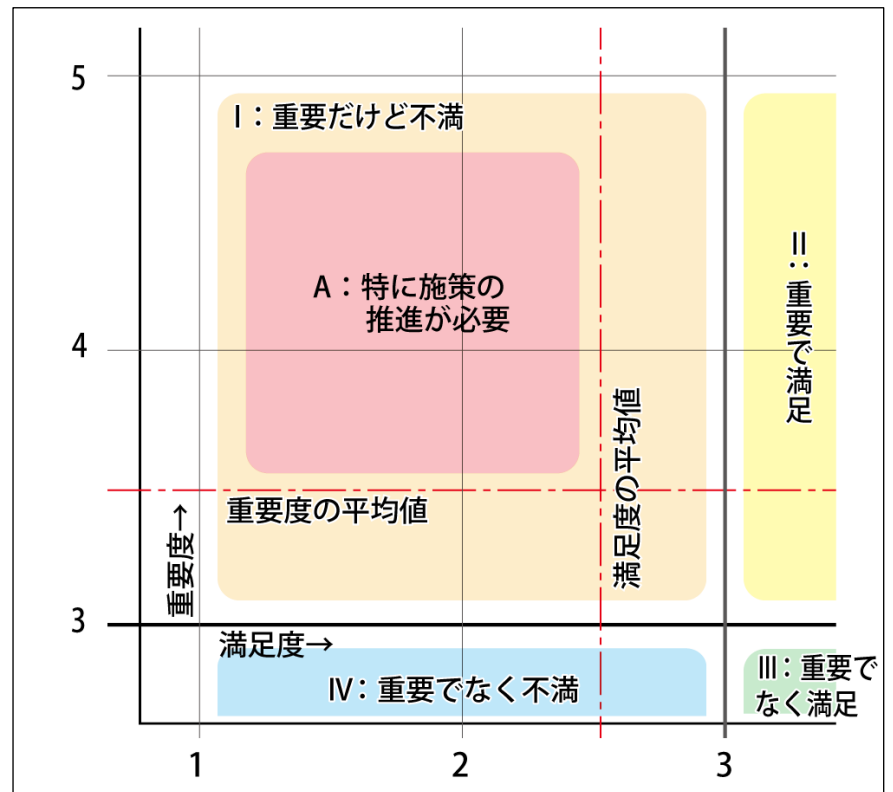 5
Ⅰ：重要だけど不満
A：特に施策の
推進が必要
Ⅱ：重要で満足
4
満足度の平均値
重要度の平均値
重要度→
3
満足度→
Ⅳ：重要でなく不満
Ⅲ：重要で
なく満足
1
2
3